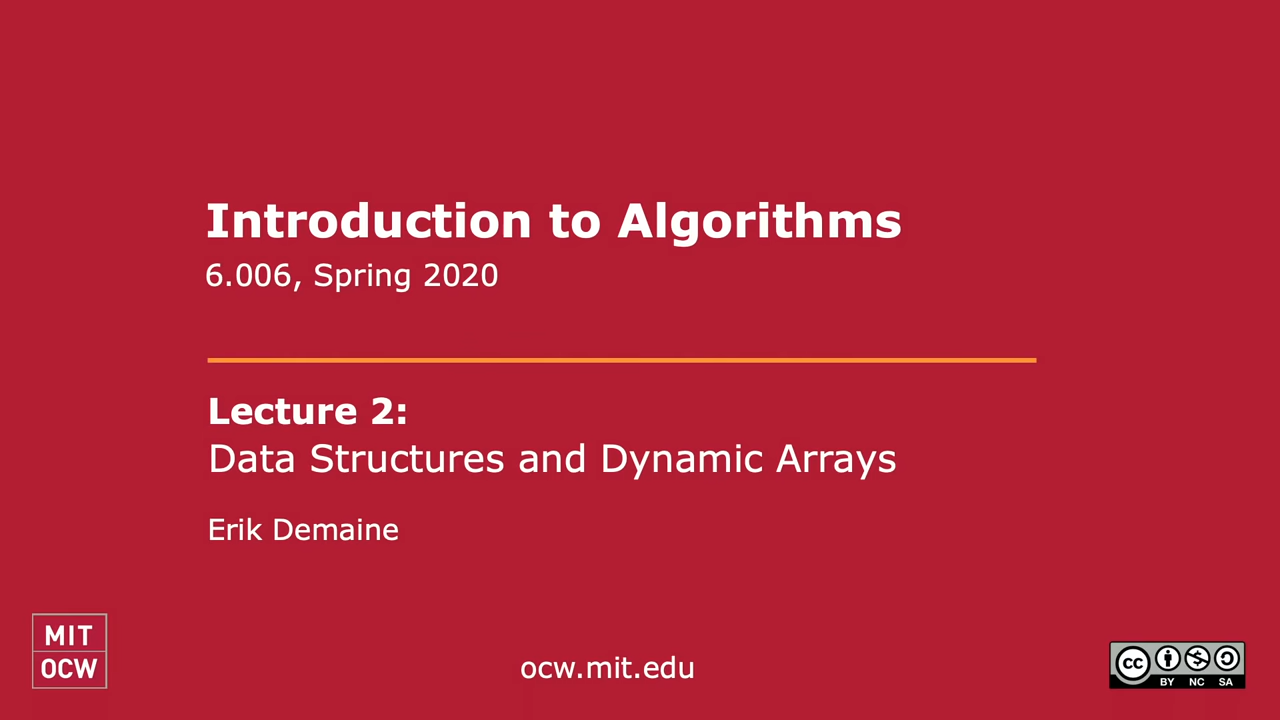 Introduction to Algorithms
6.006, Spring 2020
Lecture 2:
Data Structures and Dynamic Arrays
Erik Demaine
MIT
OCW
ocw.mit.edu
cc
BY NC SA